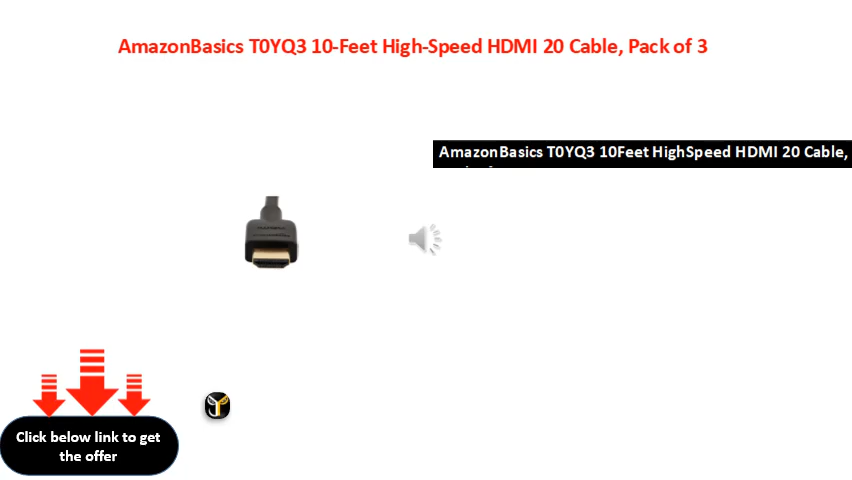 AmazonBasics T0YQ3 10-Feet High-Speed HDMI 20 Cable, Pack of 3
AmazonBasics T0YQ3 10Feet HighSpeed HDMI 20 Cable,
Click below link to get
the offer